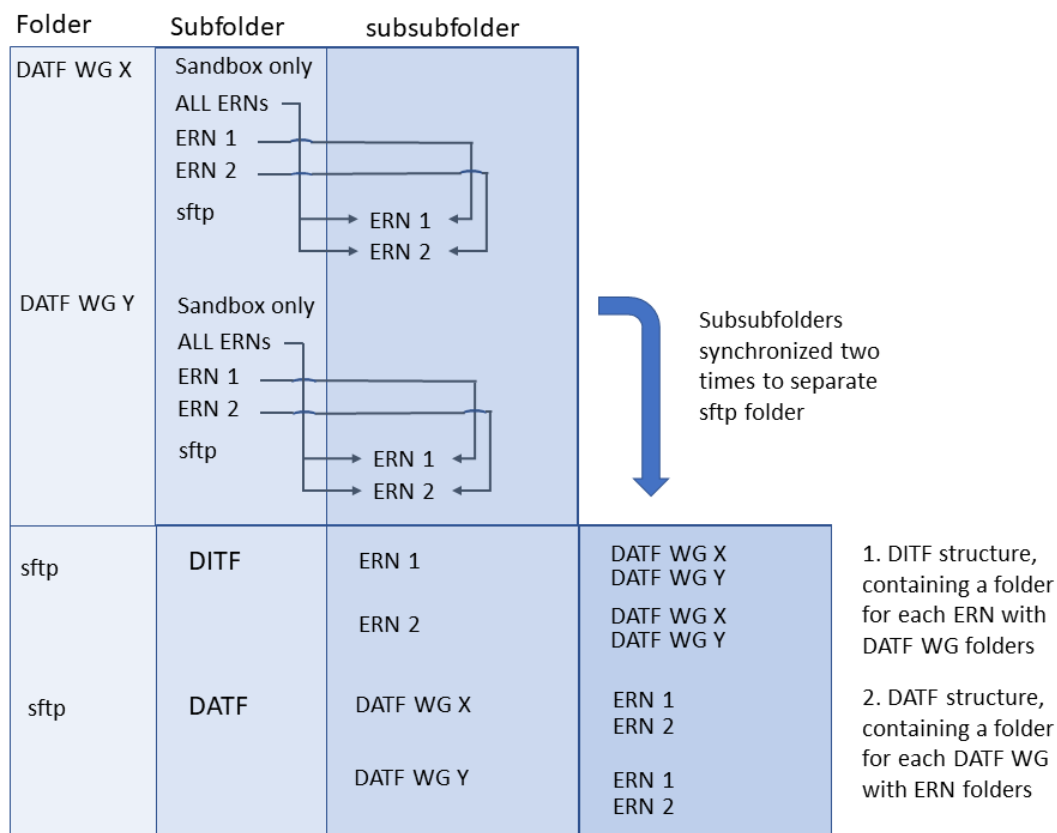 Folder Subfolder subsubfolder
DATF WG X
Sandbox only
ALL ERNs
ERN 1
ERN 2
sftp
ERN 1
ERN 2
DATF WG Y
Sandbox only
ALL ERNs
ERN 1
ERN 2
sftp
ERN 1
ERN 2
Subsubfolders
synchronized two
times to separate
sftp folder
sftp
DITF
ERN 1
DATF WG X
DATF WG Y
ERN 2
DATF WG X
DATF WG Y
1. DITF structure,
containing a folder
for each ERN with
DATF WG folders
sftp
DATF
DATF WG X
ERN 1
ERN 2
DATF WG Y
ERN 1
ERN 2
2. DATF structure,
containing a folder
for each DATF WG
with ERN folders